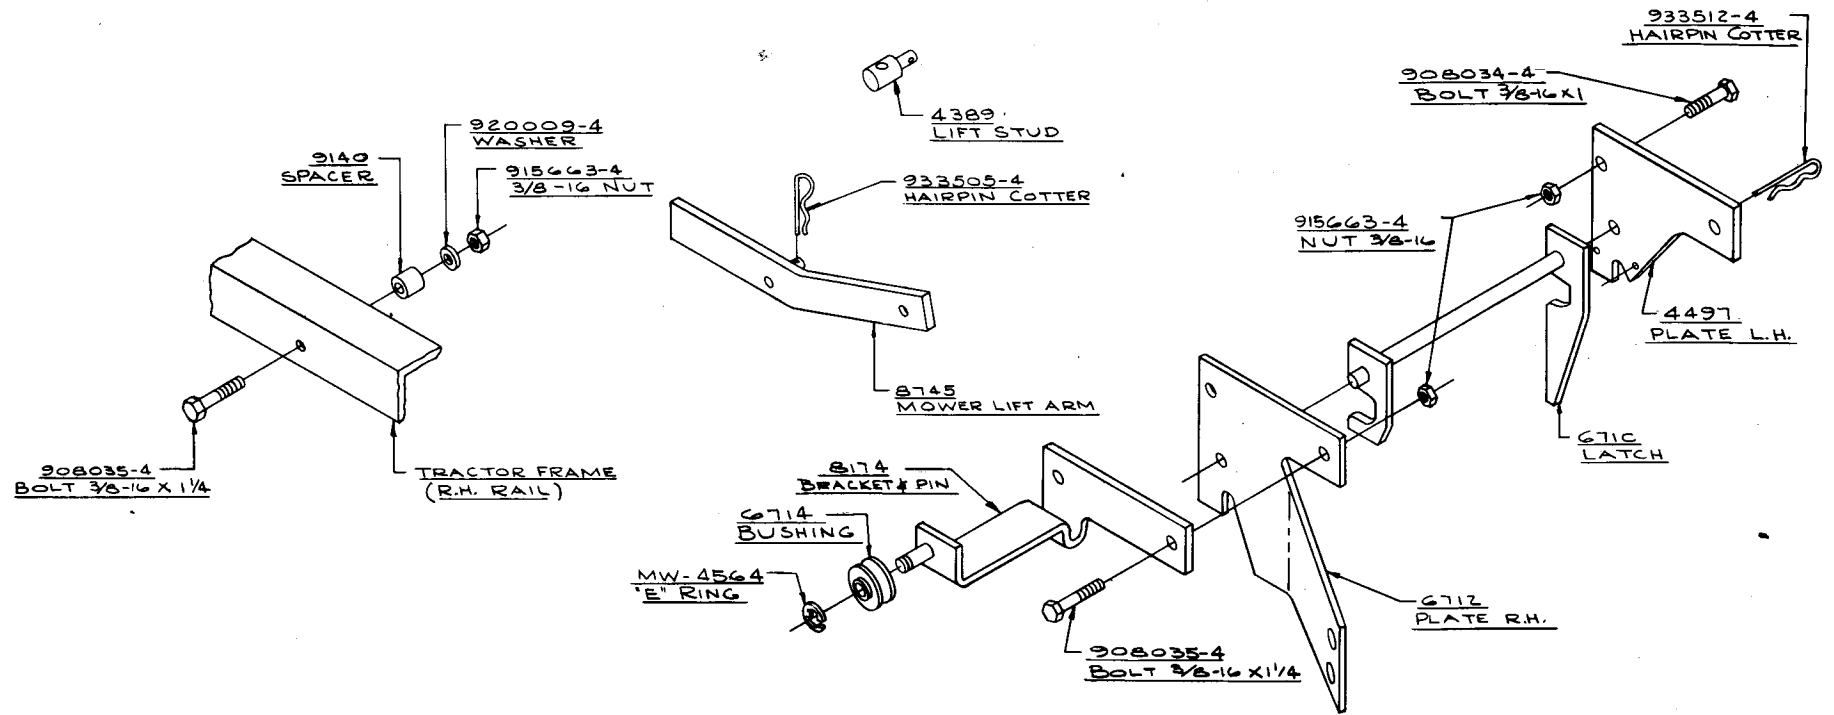 933512-4
HAIRPIN COTTER
908034-4
BOLT 3/8-16 X 1
4389
LIFT STUD
920009-4
WASHER
9140
SPACER
915663-4
3/8-16 NUT
933505-4
HAIRPIN COTTER
915663-4
NUT 3/8-16
4497
PLATE L.H.
8745
MOWER LIFT ARM
671C
LATCH
908035-4
BOLT 3/8-16 X 1 1/4
TRACTOR FRAME
(R.H. RAIL)
8174
BRACKET & PIN
6714
BUSHING
MW-4564
"E" RING
6712
PLATE R.H.
908035-4
BOLT 3/8-16 X 1 1/4